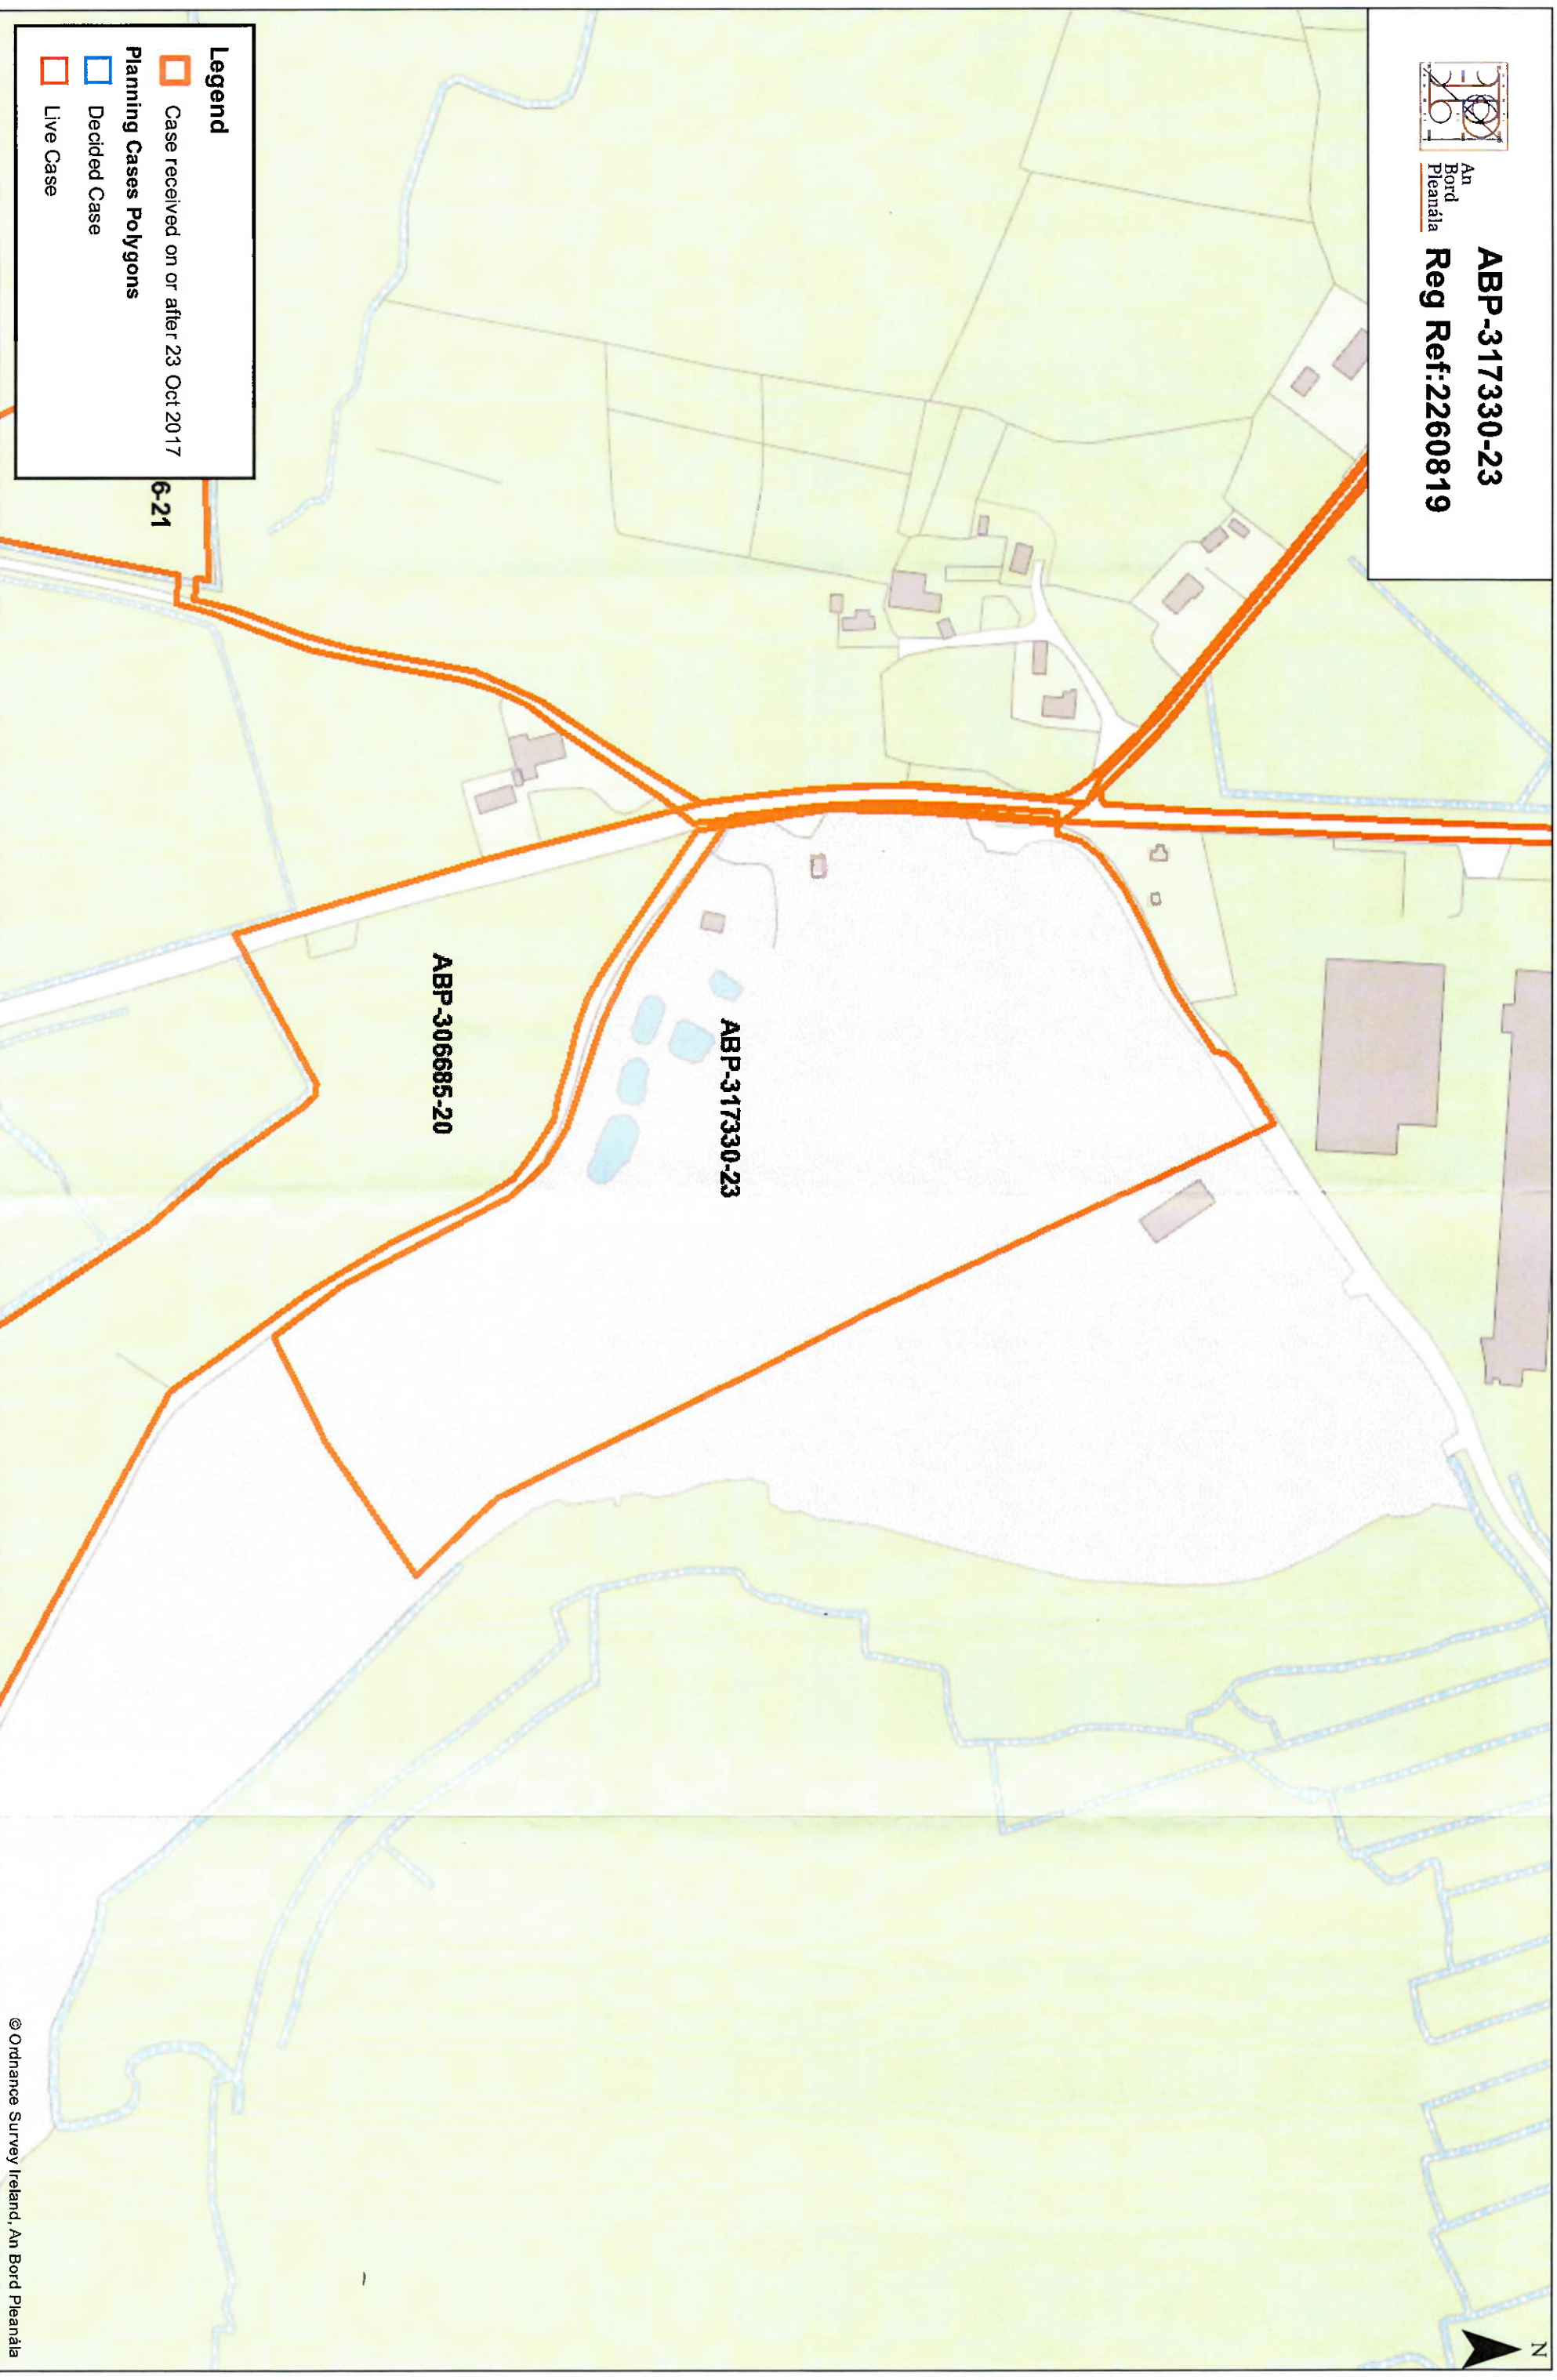 An
Bord
Pleanála
ABP-317330-23
Reg Ref:2260819
N
ABP-317330-23
ABP-306685-20
6-21
Legend
Case received on or after 23 Oct 2017
Planning Cases Polygons
Decided Case
Live Case
© Ordnance Survey Ireland, An Bord Pleanála